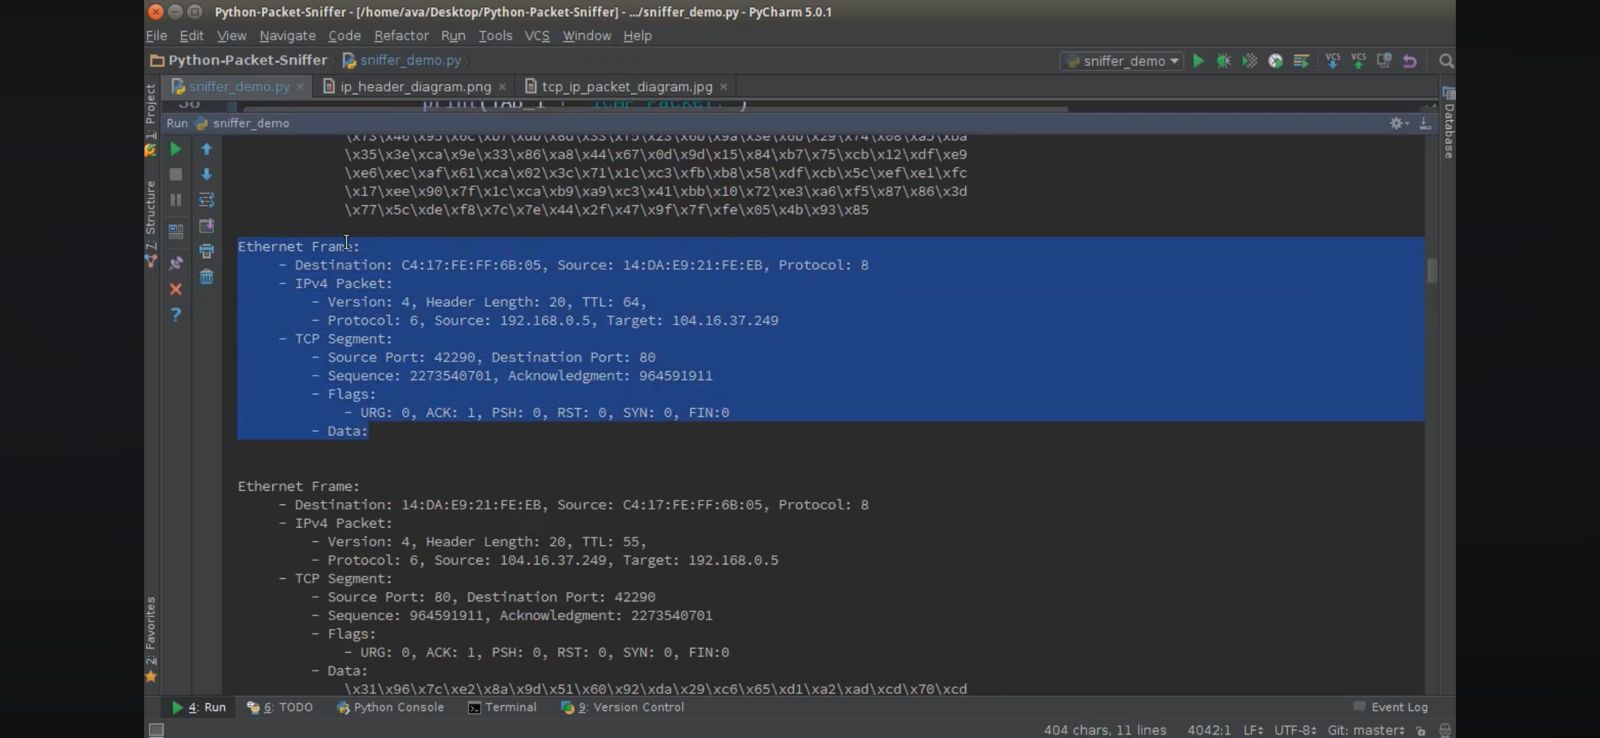 Python-Packet-Sniffer - [/home/ava/Desktop/Python-Packet-Sniffer] - .../sniffer_demo.py - PyCharm 5.0.1
File Edit View Navigate Code Refactor Run Tools VCS Window Help
Python-Packet-Sniffer sniffer_demo.py sniffer_demo VCS VCS
sniffer_demo.py ip_header_diagram.png tcp_ip_packet_diagram.jpg
1: Project
Database
38 print(TAB_1 + 'ICMP Packet:')
Run sniffer_demo
\x35\x3e\xca\x9e\x33\x86\xa8\x44\x67\x0d\x9d\x15\x84\xb7\x75\xcb\x12\xdf\xe9
\xe6\xec\xaf\x61\xca\x02\x3c\x71\x1c\xc3\xfb\xb8\x58\xdf\xcb\x5c\xef\xe1\xfc
\x17\xee\x90\x7f\x1c\xca\xb9\xa9\xc3\x41\xbb\x10\x72\xe3\xa6\xf5\x87\x86\x3d
\x77\x5c\xde\xf8\x7c\x7e\x44\x2f\x47\x9f\x7f\xfe\x05\x4b\x93\x85
7: Structure
Ethernet Frame:
- Destination: C4:17:FE:FF:6B:05, Source: 14:DA:E9:21:FE:EB, Protocol: 8
- IPv4 Packet:
- Version: 4, Header Length: 20, TTL: 64,
- Protocol: 6, Source: 192.168.0.5, Target: 104.16.37.249
- TCP Segment:
- Source Port: 42290, Destination Port: 80
- Sequence: 2273540701, Acknowledgment: 964591911
- Flags:
- URG: 0, ACK: 1, PSH: 0, RST: 0, SYN: 0, FIN:0
- Data:
Ethernet Frame:
- Destination: 14:DA:E9:21:FE:EB, Source: C4:17:FE:FF:6B:05, Protocol: 8
- IPv4 Packet:
- Version: 4, Header Length: 20, TTL: 55,
- Protocol: 6, Source: 104.16.37.249, Target: 192.168.0.5
- TCP Segment:
- Source Port: 80, Destination Port: 42290
- Sequence: 964591911, Acknowledgment: 2273540701
- Flags:
- URG: 0, ACK: 1, PSH: 0, RST: 0, SYN: 0, FIN:0
- Data:
\x31\x96\x7c\xe2\x8a\x9d\x51\x60\x92\xda\x29\xc6\x65\xd1\xa2\xad\xcd\x70\xcd
2: Favorites
4: Run 6: TODO Python Console Terminal 9: Version Control Event Log
404 chars, 11 lines 4042:1 LF UTF-8 Git: master